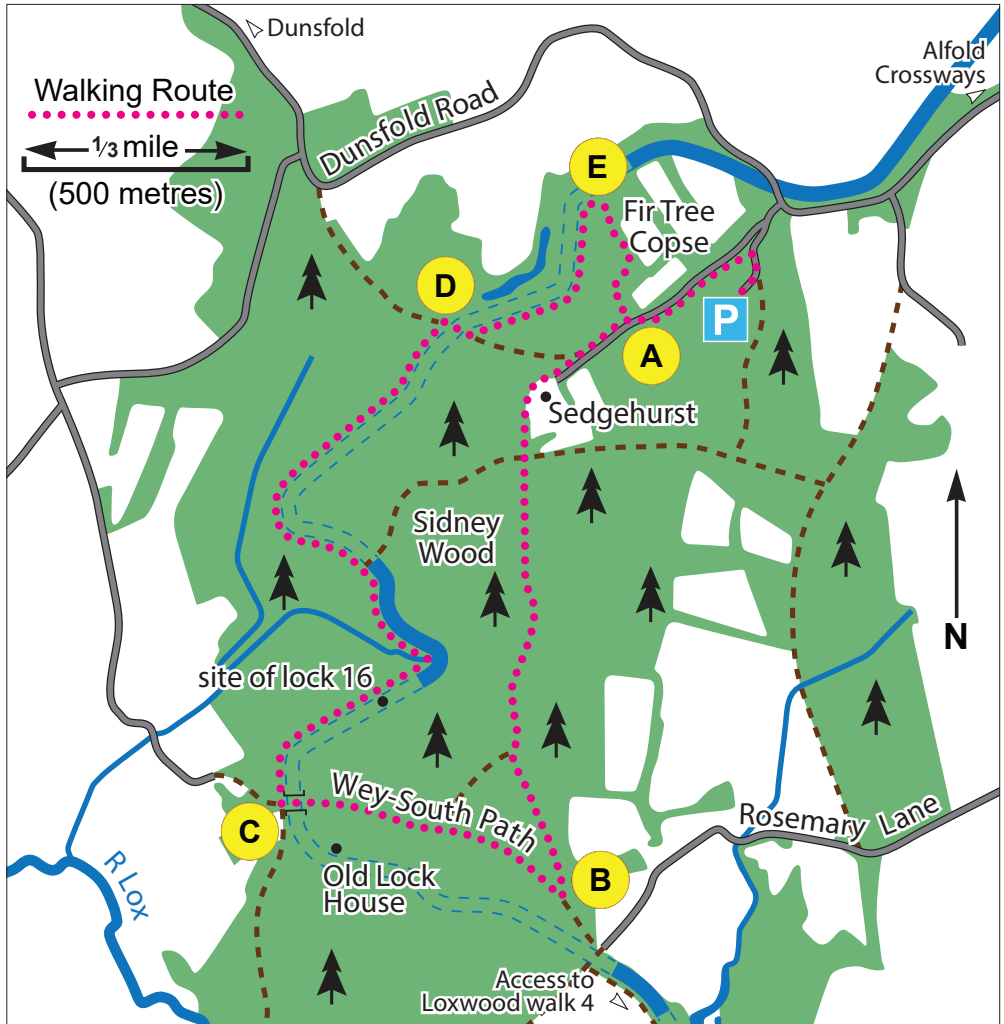 Dunsfold
Alfold
Crossways
Walking Route
1/3 mile
(500 metres)
Dunsfold Road
E
Fir Tree
Copse
D
P
A
Sedgehurst
Sidney
Wood
N
site of lock 16
Wey-South Path
Rosemary Lane
C
B
R Lox
Old Lock
House
Access to
Loxwood walk 4